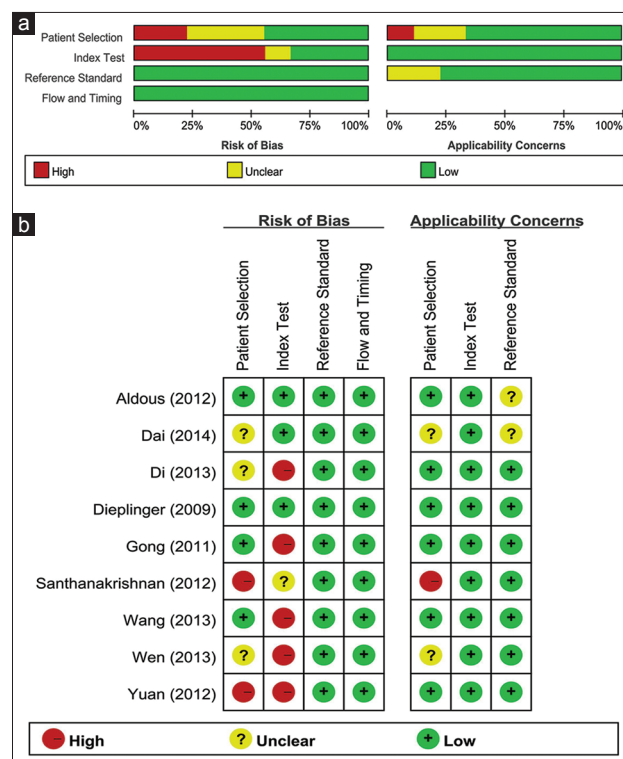 a
Patient Selection
Index Test
Reference Standard
Flow and Timing
0% 25% 50% 75% 100% 0% 25% 50% 75% 100%
Risk of Bias Applicability Concerns
High Unclear Low
b
Risk of Bias Applicability Concerns
Patient Selection Index Test Reference Standard Flow and Timing Patient Selection Index Test Reference Standard
Aldous (2012) + + + + + + ?
Dai (2014) ? + + + ? + ?
Di (2013) ? - + + + + +
Dieplinger (2009) + + + + + + +
Gong (2011) + - + + + + +
Santhanakrishnan (2012) - ? + + - + +
Wang (2013) + - + + + + +
Wen (2013) ? - + + ? + +
Yuan (2012) - - + + + + +
- High ? Unclear + Low